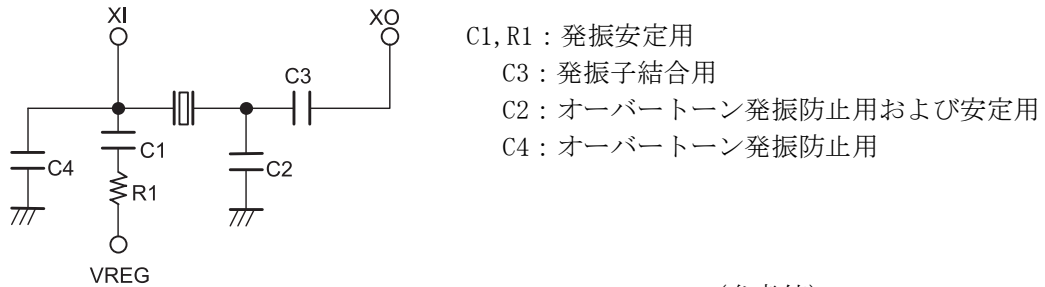 XI
XO
C3
C1
C4
C2
R1
VREG
C1,R1：発振安定用
C3：発振子結合用
C2：オーバートーン発振防止用および安定用
C4：オーバートーン発振防止用